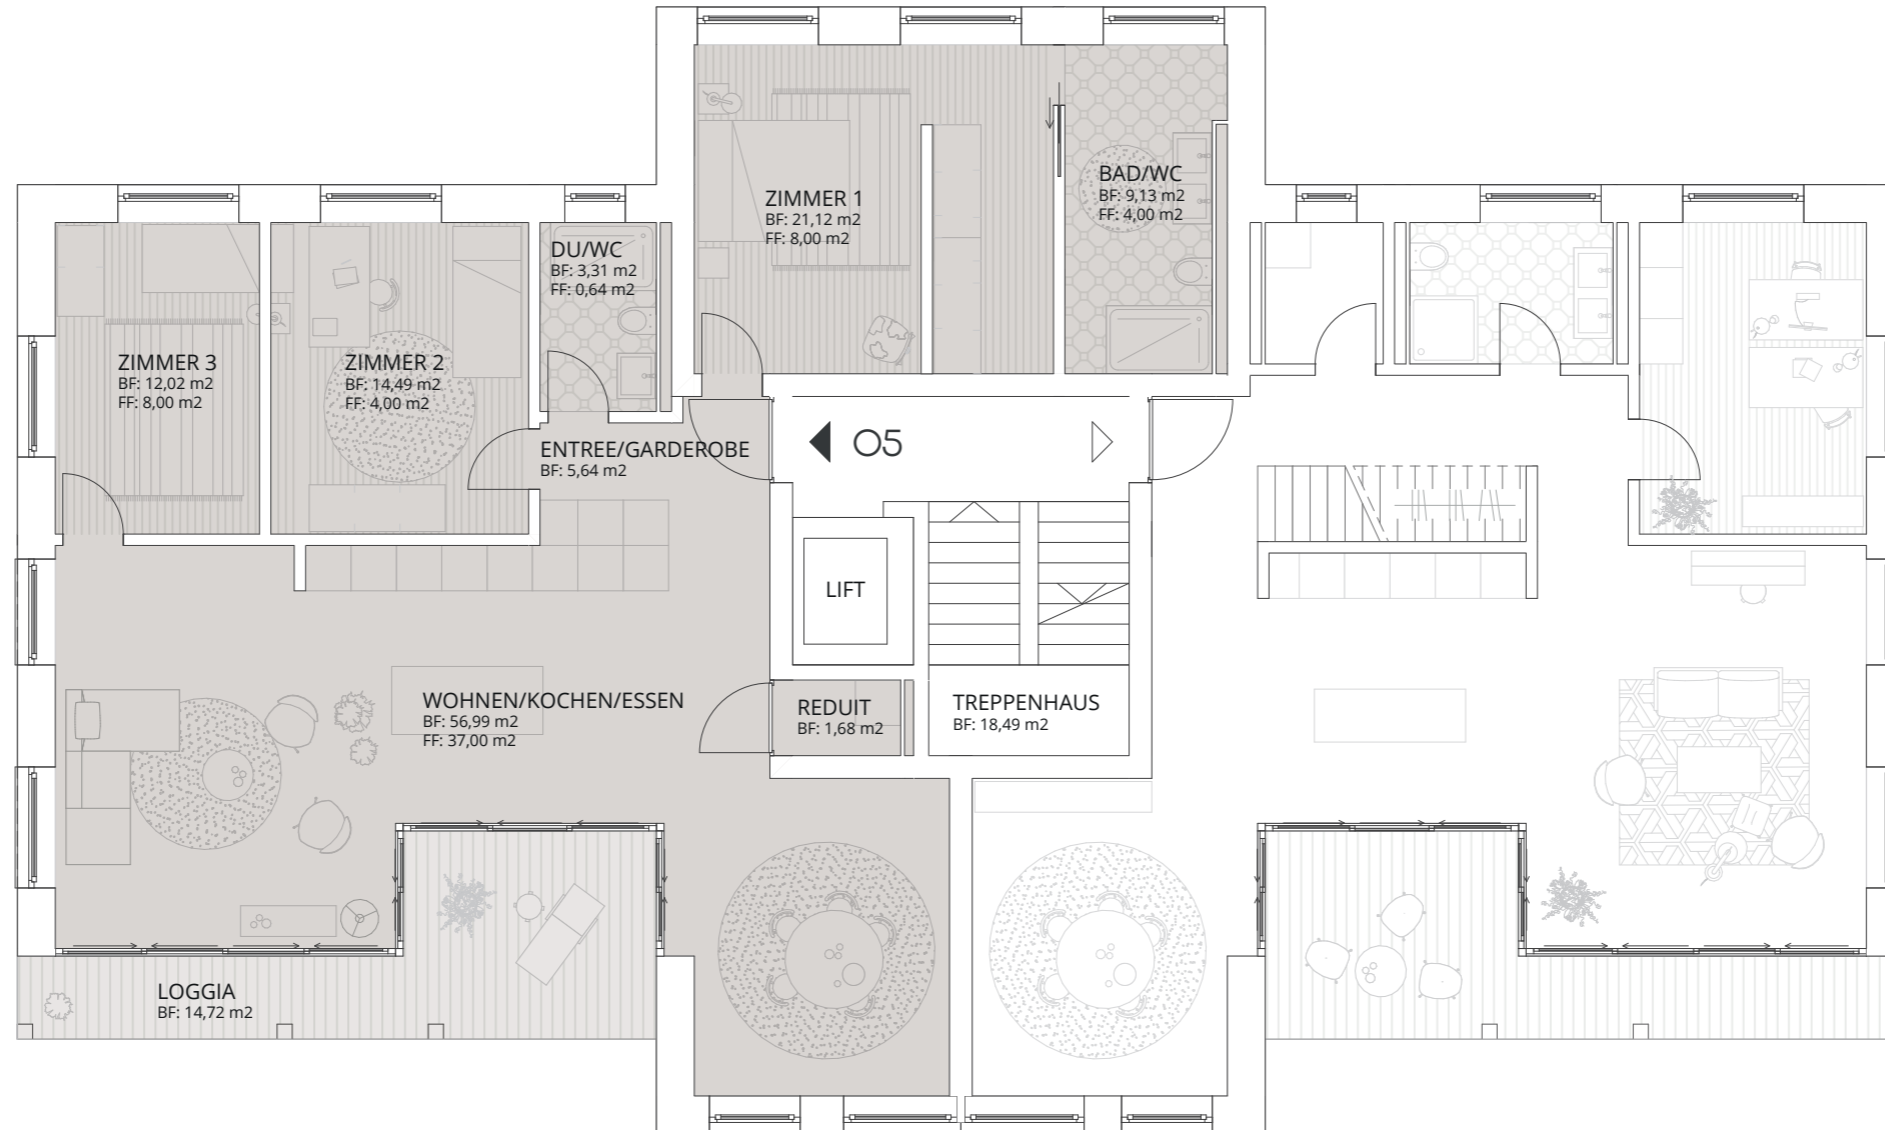 ZIMMER 1
BF: 21,12 m2
FF: 8,00 m2
BAD/WC
BF: 9,13 m2
FF: 4,00 m2
DU/WC
BF: 3,31 m2
FF: 0,64 m2
ZIMMER 3
BF: 12,02 m2
FF: 8,00 m2
ZIMMER 2
BF: 14,49 m2
FF: 4,00 m2
ENTREE/GARDEROBE
BF: 5,64 m2
05
LIFT
WOHNEN/KOCHEN/ESSEN
BF: 56,99 m2
FF: 37,00 m2
REDUIT
BF: 1,68 m2
TREPPENHAUS
BF: 18,49 m2
LOGGIA
BF: 14,72 m2